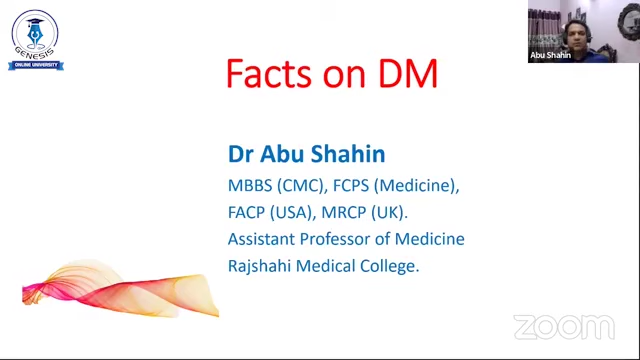 GENESIS
ONLINE UNIVERSITY
Abu Shahin
Facts on DM
Dr Abu Shahin
MBBS (CMC), FCPS (Medicine),
FACP (USA), MRCP (UK).
Assistant Professor of Medicine
Rajshahi Medical College.
zoom